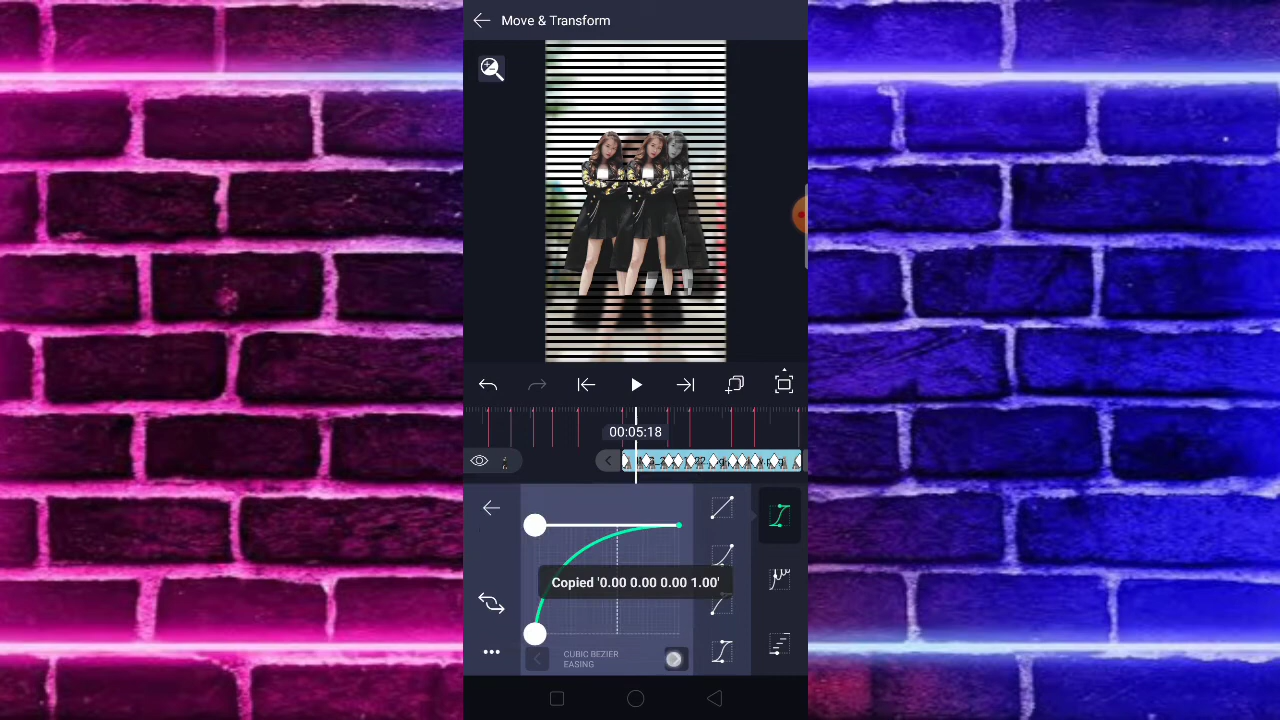 Move & Transform
00:05:18
Copied '0.00 0.00 0.00 1.00'
CUBIC BEZIER
EASING